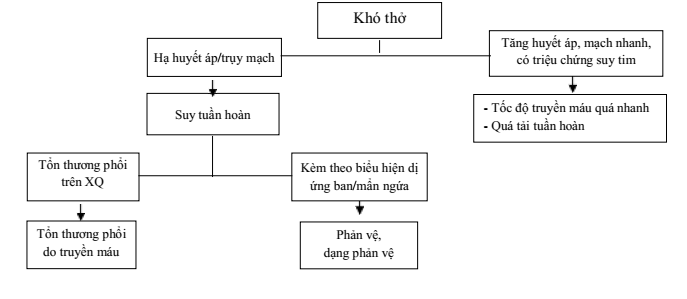 Khó thở
Hạ huyết áp/trụy mạch
Tăng huyết áp, mạch nhanh,
có triệu chứng suy tim
Suy tuần hoàn
- Tốc độ truyền máu quá nhanh
- Quá tải tuần hoàn
Tổn thương phổi
trên XQ
Kèm theo biểu hiện dị
ứng ban/mẩn ngứa
Tổn thương phổi
do truyền máu
Phản vệ,
dạng phản vệ